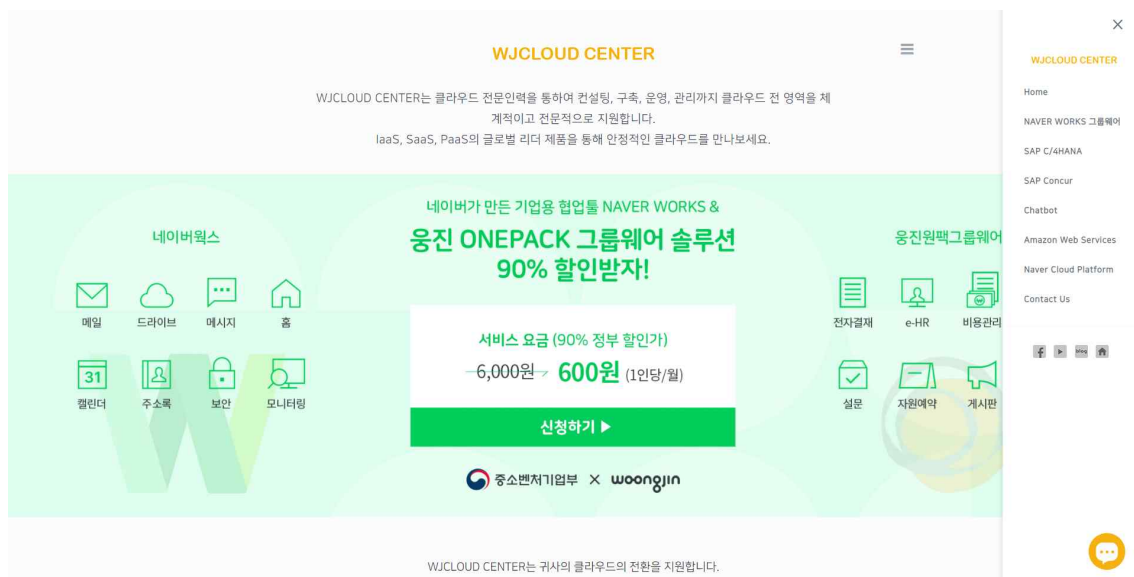 WJCLOUD CENTER
WJCLOUD CENTER는 클라우드 전문인력을 통하여 컨설팅, 구축, 운영, 관리까지 클라우드 전 영역을 체
계적이고 전문적으로 지원합니다.
IaaS, SaaS, PaaS의 글로벌 리더 제품을 통해 안정적인 클라우드를 만나보세요.
네이버웍스
메일
드라이브
메시지
홈
31
캘린더
주소록
보안
모니터링
네이버가 만든 기업용 협업툴 NAVER WORKS &
웅진 ONEPACK 그룹웨어 솔루션
90% 할인받자!
서비스 요금 (90% 정부 할인가)
6,000원 600원 (1인당/월)
신청하기 ▶
중소벤처기업부 × woongjin
웅진원팩그룹웨어
전자결재
e-HR
비용관리
설문
자원예약
게시판
WJCLOUD CENTER는 귀사의 클라우드의 전환을 지원합니다.
WJCLOUD CENTER
Home
NAVER WORKS 그룹웨어
SAP C/4HANA
SAP Concur
Chatbot
Amazon Web Services
Naver Cloud Platform
Contact Us
blog